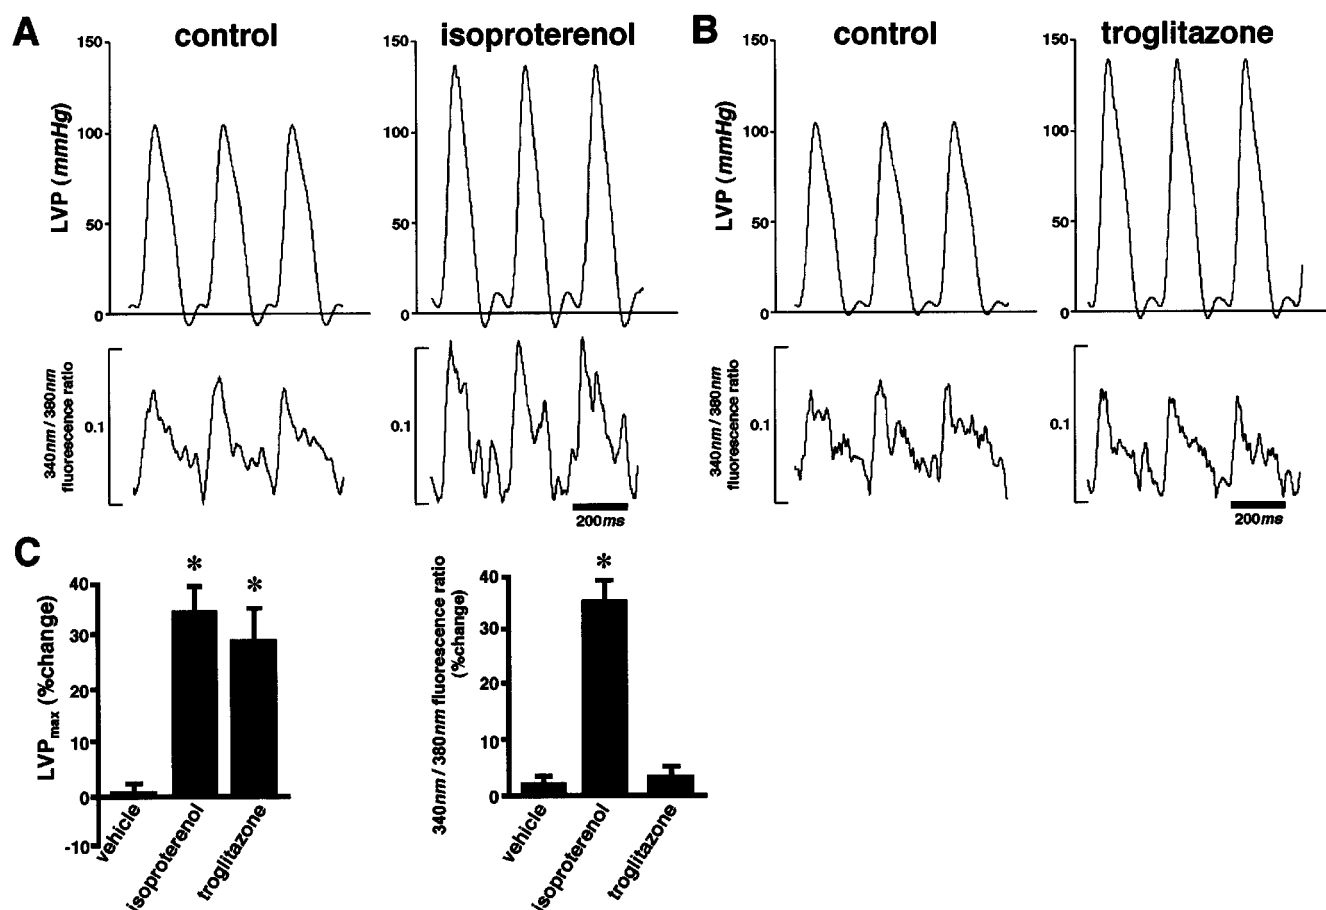 A
control
isoproterenol
150
100
50
0
LVP (mmHg)
150
100
50
0
340nm / 380nm
fluorescence ratio
0.1
0.1
200ms
B
control
troglitazone
150
100
50
0
LVP (mmHg)
150
100
50
0
340nm / 380nm
fluorescence ratio
0.1
0.1
200ms
C
LVPmax (%change)
40
30
20
10
0
-10
*
*
vehicle
isoproterenol
troglitazone
340nm / 380nm fluorescence ratio
(%change)
40
30
20
10
0
*
vehicle
isoproterenol
troglitazone